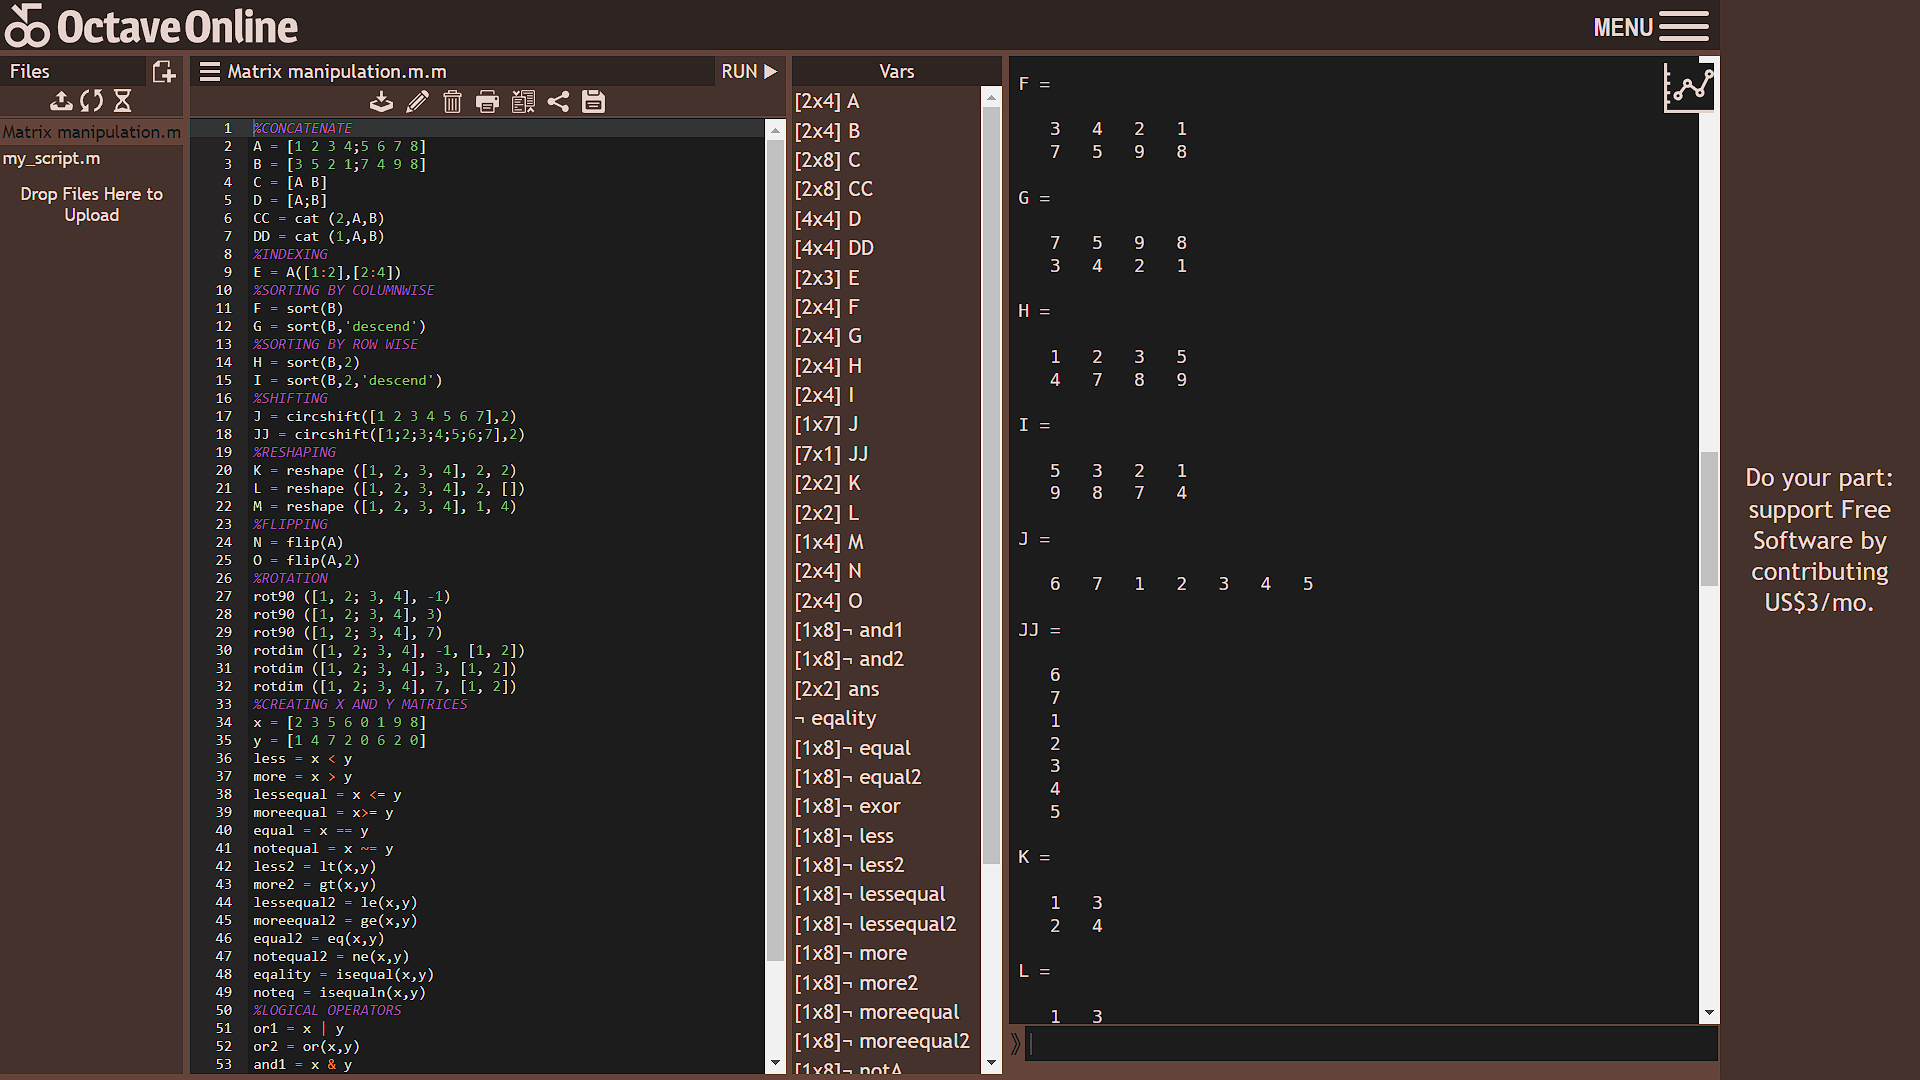 Octave Online
MENU
Files
Matrix manipulation.m
my_script.m
Drop Files Here to
Upload
Matrix manipulation.m.m
RUN
1 %CONCATENATE
2 A = [1 2 3 4;5 6 7 8]
3 B = [3 5 2 1;7 4 9 8]
4 C = [A B]
5 D = [A;B]
6 CC = cat (2,A,B)
7 DD = cat (1,A,B)
8 %INDEXING
9 E = A([1:2],[2:4])
10 %SORTING BY COLUMNWISE
11 F = sort(B)
12 G = sort(B,'descend')
13 %SORTING BY ROW WISE
14 H = sort(B,2)
15 I = sort(B,2,'descend')
16 %SHIFTING
17 J = circshift([1 2 3 4 5 6 7],2)
18 JJ = circshift([1;2;3;4;5;6;7],2)
19 %RESHAPING
20 K = reshape ([1, 2, 3, 4], 2, 2)
21 L = reshape ([1, 2, 3, 4], 2, [])
22 M = reshape ([1, 2, 3, 4], 1, 4)
23 %FLIPPING
24 N = flip(A)
25 O = flip(A,2)
26 %ROTATION
27 rot90 ([1, 2; 3, 4], -1)
28 rot90 ([1, 2; 3, 4], 3)
29 rot90 ([1, 2; 3, 4], 7)
30 rotdim ([1, 2; 3, 4], -1, [1, 2])
31 rotdim ([1, 2; 3, 4], 3, [1, 2])
32 rotdim ([1, 2; 3, 4], 7, [1, 2])
33 %CREATING X AND Y MATRICES
34 x = [2 3 5 6 0 1 9 8]
35 y = [1 4 7 2 0 6 2 0]
36 less = x < y
37 more = x > y
38 lessequal = x <= y
39 moreequal = x>= y
40 equal = x == y
41 notequal = x ~= y
42 less2 = lt(x,y)
43 more2 = gt(x,y)
44 lessequal2 = le(x,y)
45 moreequal2 = ge(x,y)
46 equal2 = eq(x,y)
47 notequal2 = ne(x,y)
48 eqality = isequal(x,y)
49 noteq = isequaln(x,y)
50 %LOGICAL OPERATORS
51 or1 = x | y
52 or2 = or(x,y)
53 and1 = x & y
Vars
[2x4] A
[2x4] B
[2x8] C
[2x8] CC
[4x4] D
[4x4] DD
[2x3] E
[2x4] F
[2x4] G
[2x4] H
[2x4] I
[1x7] J
[7x1] JJ
[2x2] K
[2x2] L
[1x4] M
[2x4] N
[2x4] O
[1x8]¬ and1
[1x8]¬ and2
[2x2] ans
¬ eqality
[1x8]¬ equal
[1x8]¬ equal2
[1x8]¬ exor
[1x8]¬ less
[1x8]¬ less2
[1x8]¬ lessequal
[1x8]¬ lessequal2
[1x8]¬ more
[1x8]¬ more2
[1x8]¬ moreequal
[1x8]¬ moreequal2
[1x8]¬ notA
F =
3 4 2 1
7 5 9 8
G =
7 5 9 8
3 4 2 1
H =
1 2 3 5
4 7 8 9
I =
5 3 2 1
9 8 7 4
J =
6 7 1 2 3 4 5
JJ =
6
7
1
2
3
4
5
K =
1 3
2 4
L =
1 3
Do your part:
support Free
Software by
contributing
US$3/mo.